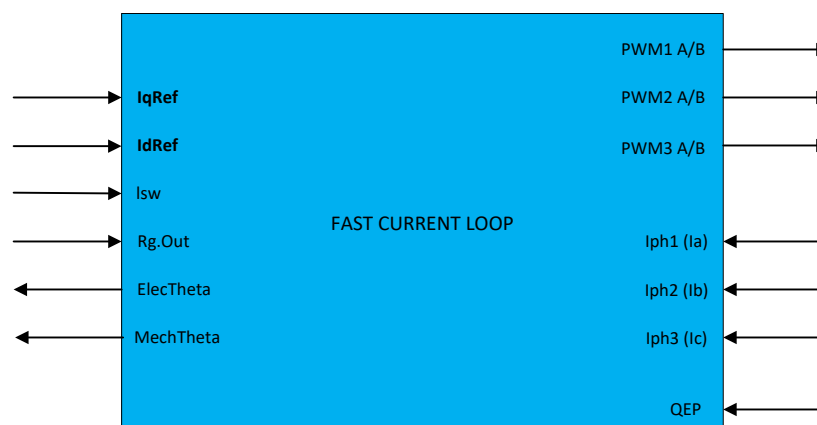 PWM1 A/B
IqRef
PWM2 A/B
IdRef
PWM3 A/B
lsw
FAST CURRENT LOOP
Rg.Out
Iph1 (Ia)
ElecTheta
Iph2 (Ib)
MechTheta
Iph3 (Ic)
QEP